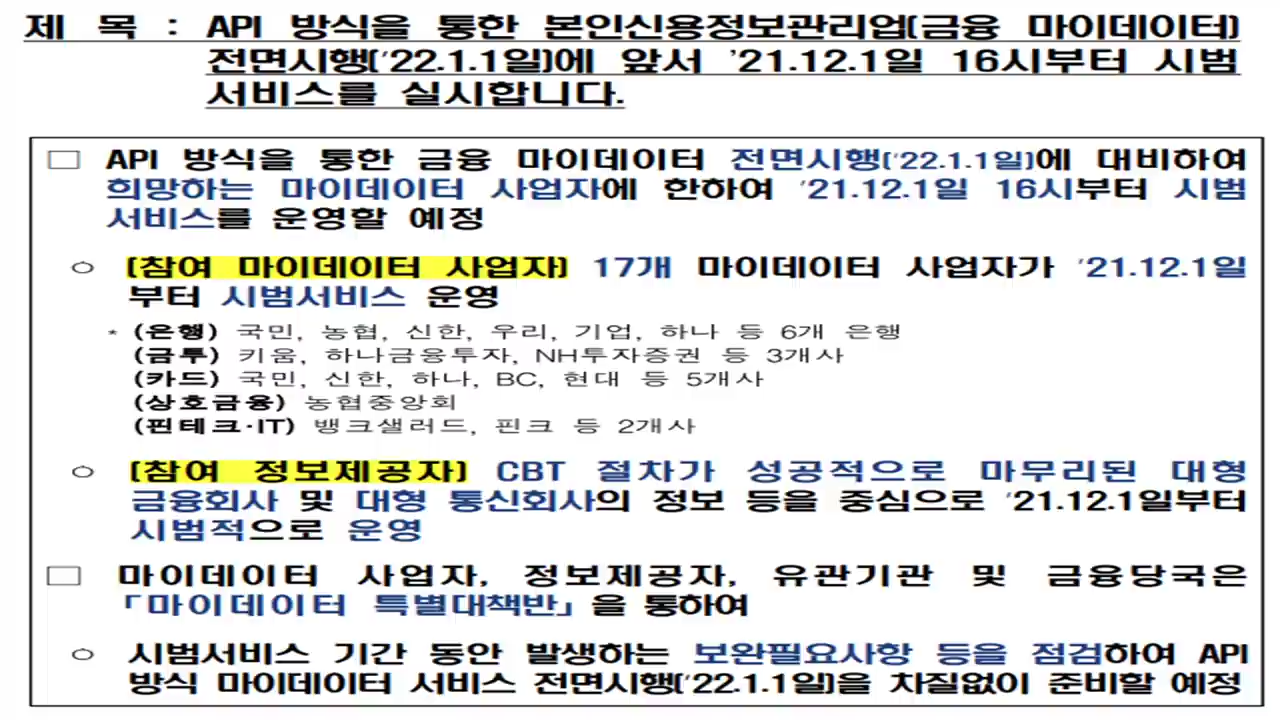 제 목 : API 방식을 통한 본인신용정보관리업(금융 마이데이터)
전면시행('22.1.1일)에 앞서 '21.12.1일 16시부터 시범
서비스를 실시합니다.
□ API 방식을 통한 금융 마이데이터 전면시행('22.1.1일)에 대비하여
희망하는 마이데이터 사업자에 한하여 '21.12.1일 16시부터 시범
서비스를 운영할 예정
○ (참여 마이데이터 사업자) 17개 마이데이터 사업자가 '21.12.1일
부터 시범서비스 운영
* (은행) 국민, 농협, 신한, 우리, 기업, 하나 등 6개 은행
(금투) 키움, 하나금융투자, NH투자증권 등 3개사
(카드) 국민, 신한, 하나, BC, 현대 등 5개사
(상호금융) 농협중앙회
(핀테크·IT) 뱅크샐러드, 핀크 등 2개사
○ (참여 정보제공자) CBT 절차가 성공적으로 마무리된 대형
금융회사 및 대형 통신회사의 정보 등을 중심으로 '21.12.1일부터
시범적으로 운영
□ 마이데이터 사업자, 정보제공자, 유관기관 및 금융당국은
「마이데이터 특별대책반」을 통하여
○ 시범서비스 기간 동안 발생하는 보완필요사항 등을 점검하여 API
방식 마이데이터 서비스 전면시행('22.1.1일)을 차질없이 준비할 예정